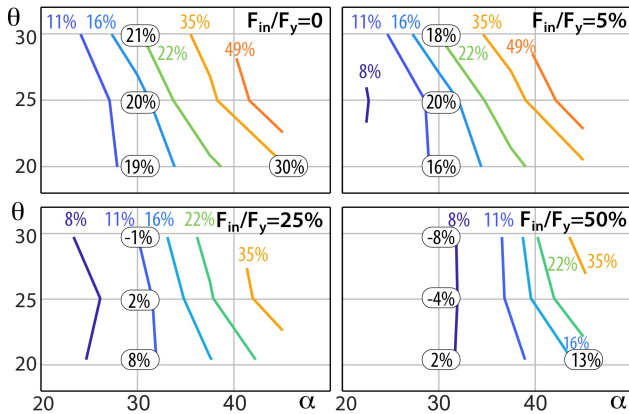 θ 11% 16% 21% 35% F_in/F_y=0
30 22% 49%
25 20%
20 19% 30%
11% 16% 18% 35% F_in/F_y=5%
22% 49%
8%
20%
16%
θ 8% 11% 16% 22% F_in/F_y=25%
30 -1% 35%
25 2%
20 8%
20 30 40 α
8% 11% F_in/F_y=50%
-8% 22% 35%
-4%
16%
2% 13%
20 30 40 α